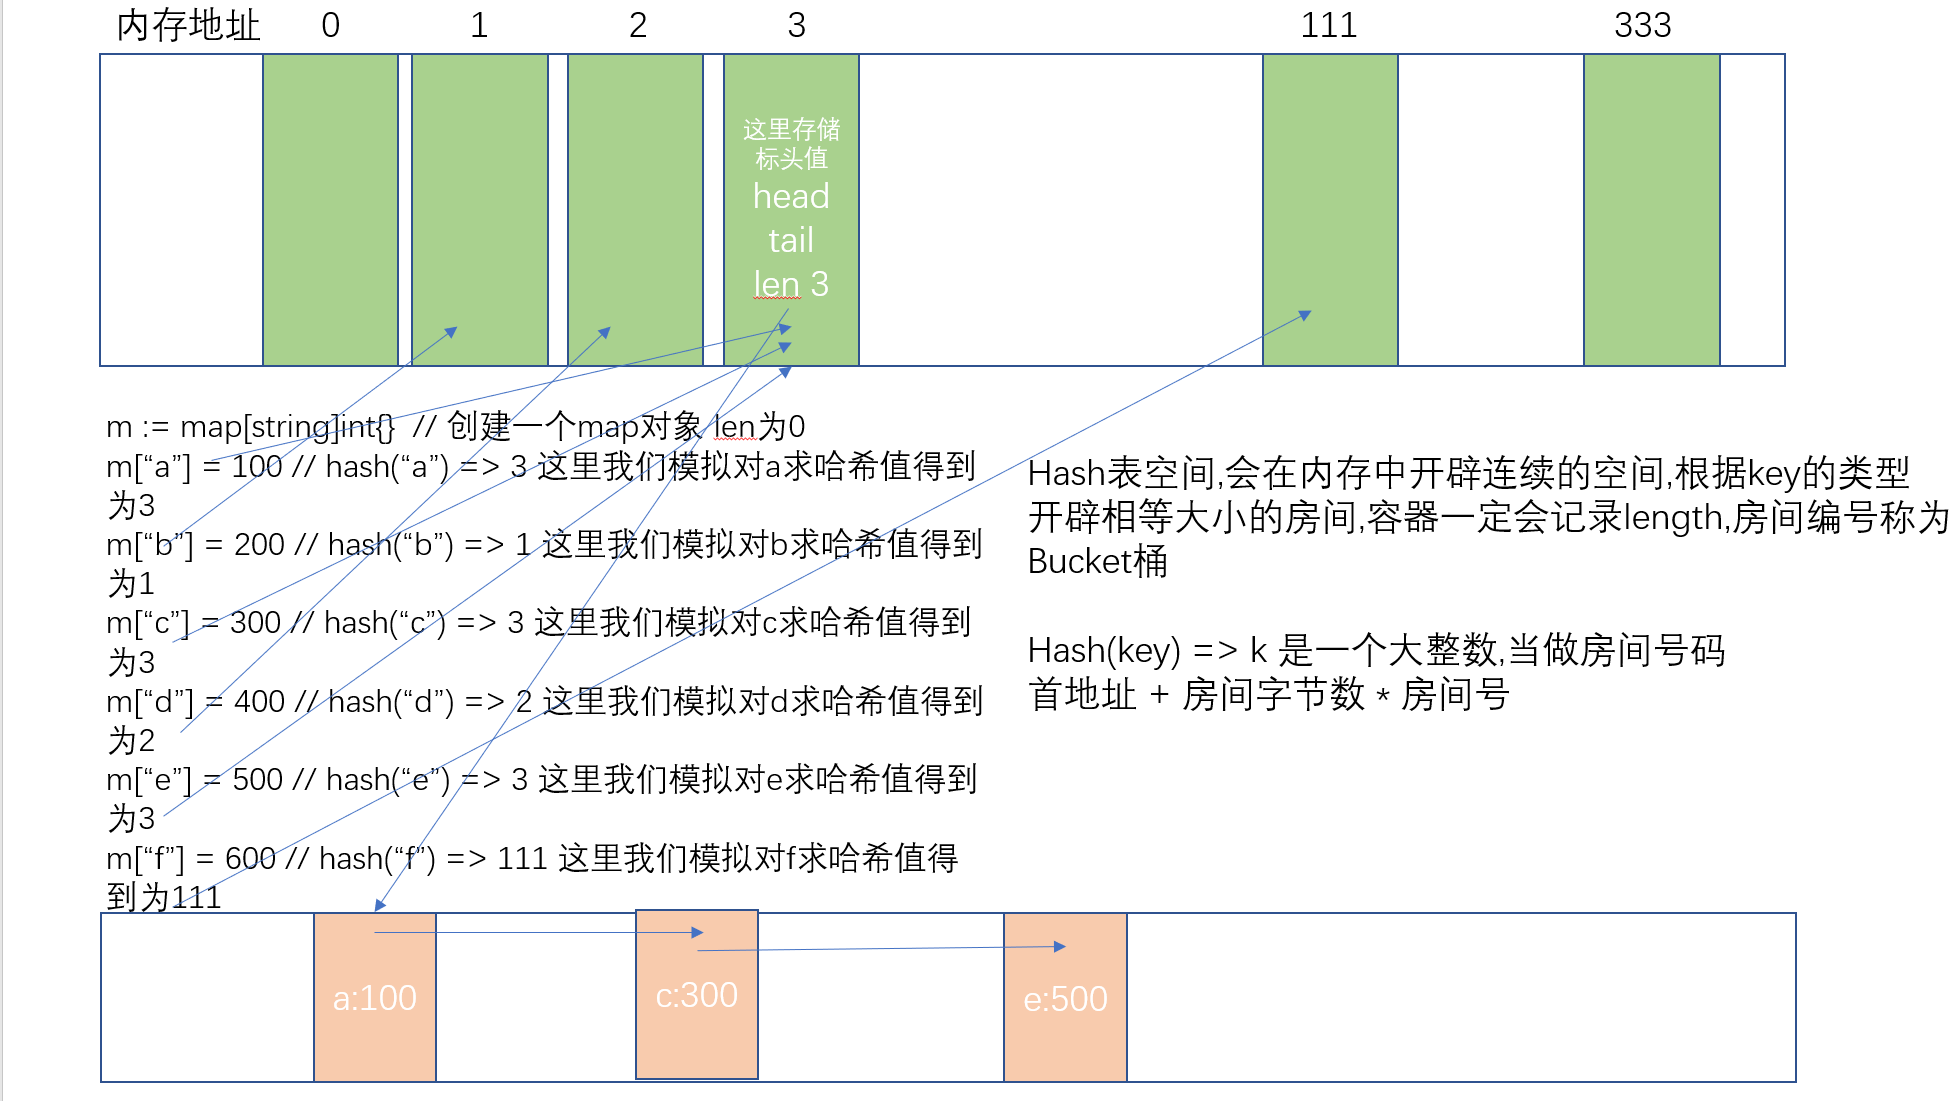 内存地址 0 1 2 3 111 333
这里存储
标头值
head
tail
len 3
m := map[string]int{} // 创建一个map对象 len为0
m[“a”] = 100 // hash(“a”) => 3 这里我们模拟对a求哈希值得到
为3
m[“b”] = 200 // hash(“b”) => 1 这里我们模拟对b求哈希值得到
为1
m[“c”] = 300 // hash(“c”) => 3 这里我们模拟对c求哈希值得到
为3
m[“d”] = 400 // hash(“d”) => 2 这里我们模拟对d求哈希值得到
为2
m[“e”] = 500 // hash(“e”) => 3 这里我们模拟对e求哈希值得到
为3
m[“f”] = 600 // hash(“f”) => 111 这里我们模拟对f求哈希值得
到为111
Hash表空间,会在内存中开辟连续的空间,根据key的类型
开辟相等大小的房间,容器一定会记录length,房间编号称为
Bucket桶
Hash(key) => k 是一个大整数,当做房间号码
首地址 + 房间字节数 * 房间号
a:100
c:300
e:500